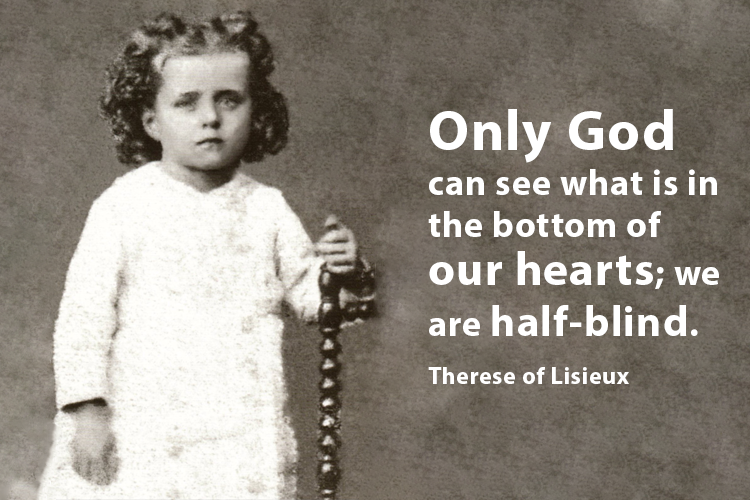 Only God
can see what is in
the bottom of
our hearts; we
are half-blind.
Therese of Lisieux